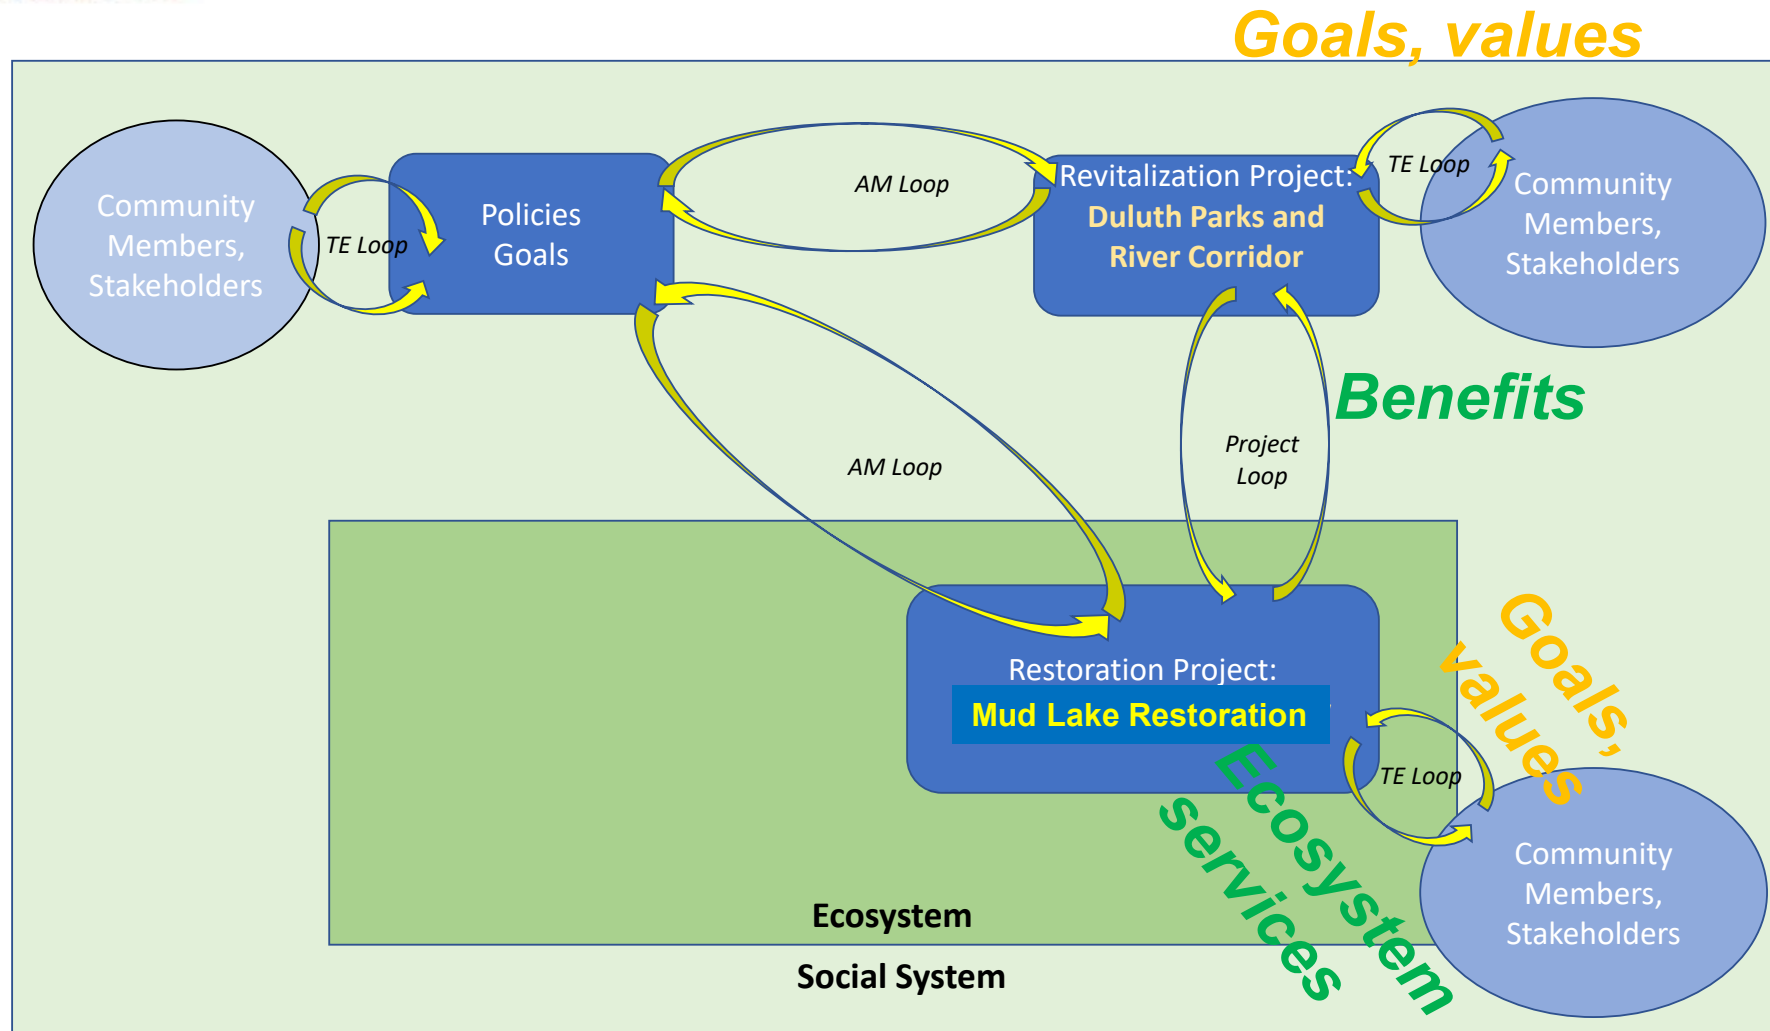 Goals, values
Community
Members,
Stakeholders
TE Loop
Policies
Goals
AM Loop
Revitalization Project:
Duluth Parks and
River Corridor
TE Loop
Community
Members,
Stakeholders
Benefits
AM Loop
Project
Loop
Restoration Project:
Mud Lake Restoration
Goals,
values
TE Loop
Ecosystem
services
Community
Members,
Stakeholders
Ecosystem
Social System